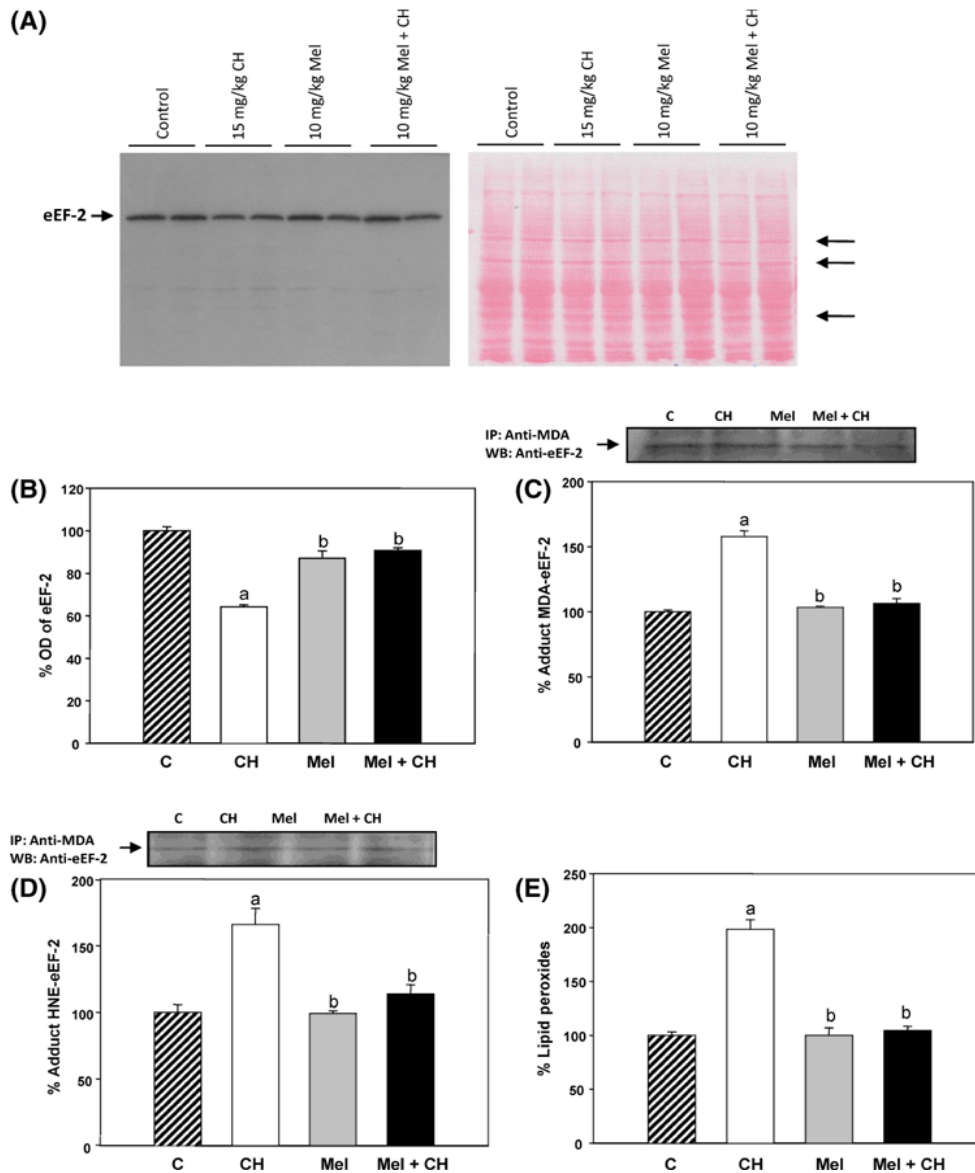 (A)
Control
15 mg/kg CH
10 mg/kg Mel
10 mg/kg Mel + CH
Control
15 mg/kg CH
10 mg/kg Mel
10 mg/kg Mel + CH
eEF-2
C CH Mel Mel + CH
IP: Anti-MDA
WB: Anti-eEF-2
(B)
120
100
80
60
40
20
0
% OD of eEF-2
a
b
b
C CH Mel Mel + CH
(C)
200
150
100
50
0
% Adduct MDA-eEF-2
a
b
b
C CH Mel Mel + CH
C CH Mel Mel + CH
IP: Anti-MDA
WB: Anti-eEF-2
(D)
200
150
100
50
0
% Adduct HNE-eEF-2
a
b
b
C CH Mel Mel + CH
(E)
250
200
150
100
50
0
% Lipid peroxides
a
b
b
C CH Mel Mel + CH